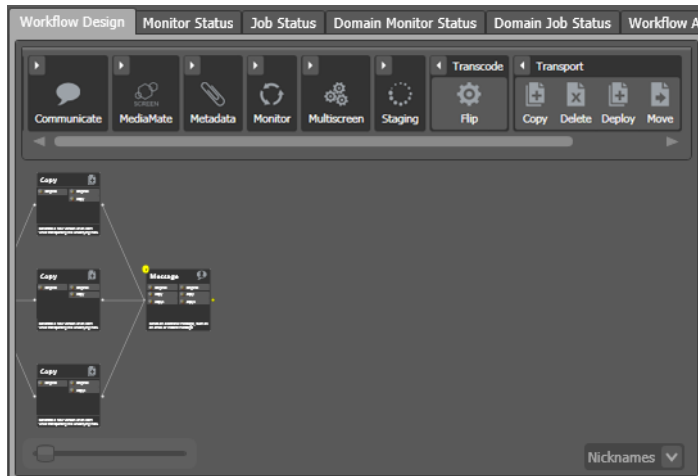 Workflow Design Monitor Status Job Status Domain Monitor Status Domain Job Status Workflow A
Transcode Transport
SCREEN
Communicate MediaMate Metadata Monitor Multiscreen Staging Flip Copy Delete Deploy Move
Copy
Copy
Message
Copy
Nicknames